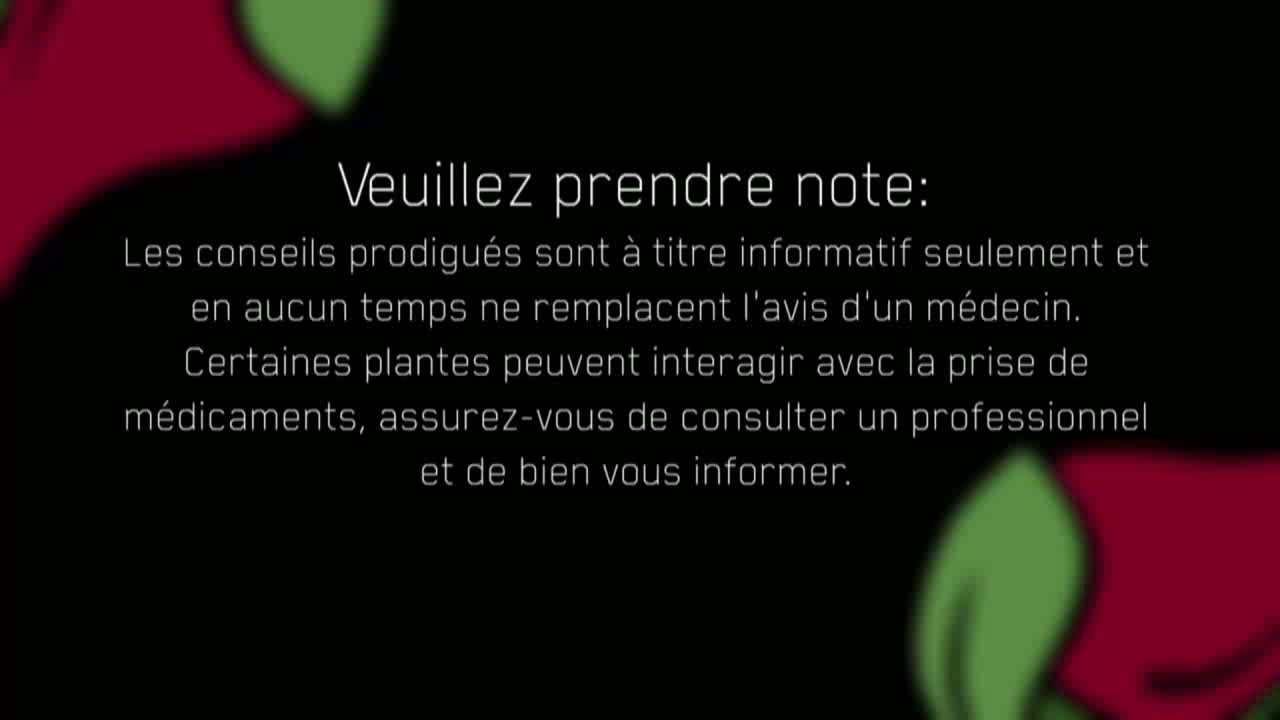 Veuillez prendre note:
Les conseils prodigués sont à titre informatif seulement et
en aucun temps ne remplacent l'avis d'un médecin.
Certaines plantes peuvent interagir avec la prise de
médicaments, assurez-vous de consulter un professionnel
et de bien vous informer.